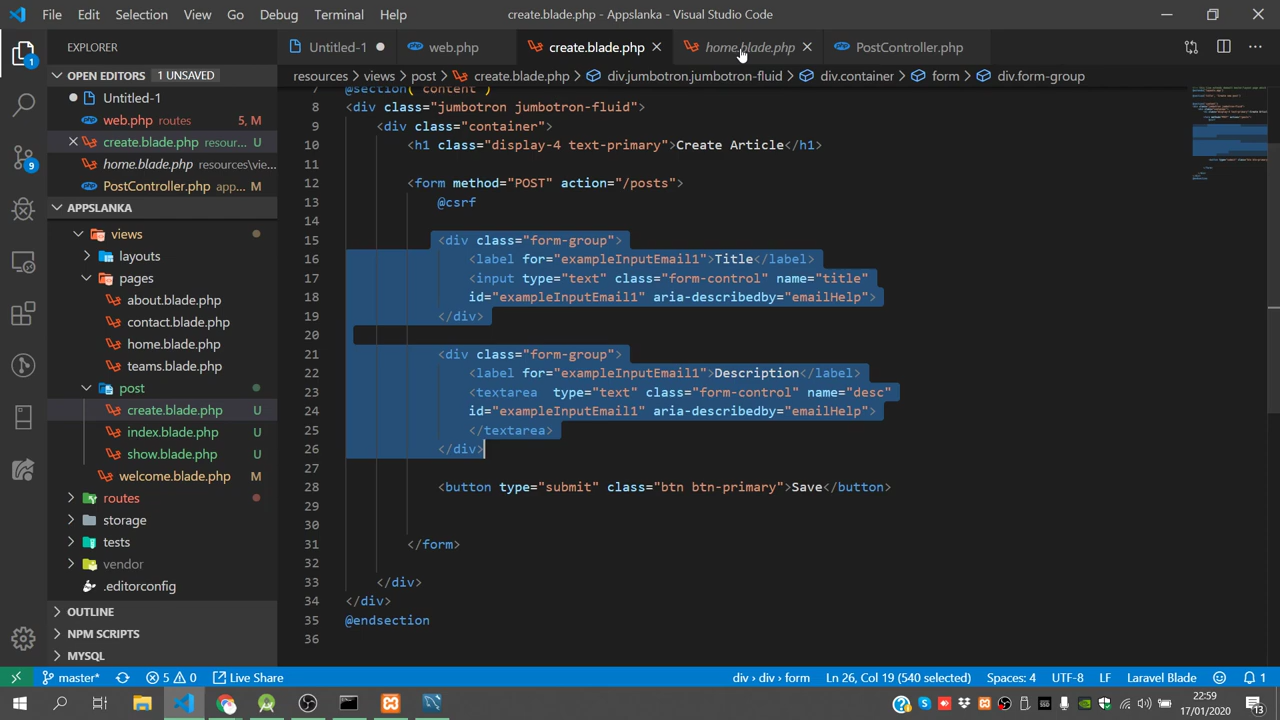 File Edit Selection View Go Debug Terminal Help
create.blade.php - Appslanka - Visual Studio Code
EXPLORER
OPEN EDITORS 1 UNSAVED
Untitled-1
web.php routes 5, M
create.blade.php resour... U
home.blade.php resources\vie...
PostController.php app... M
APPSLANKA
views
layouts
pages
about.blade.php
contact.blade.php
home.blade.php
teams.blade.php
post
create.blade.php U
index.blade.php U
show.blade.php U
welcome.blade.php M
routes
storage
tests
vendor
.editorconfig
OUTLINE
NPM SCRIPTS
MYSQL
Untitled-1 web.php create.blade.php home.blade.php PostController.php
resources > views > post > create.blade.php > div.jumbotron.jumbotron-fluid > div.container > form > div.form-group
7 @section('content')
8 <div class="jumbotron jumbotron-fluid">
9 <div class="container">
10 <h1 class="display-4 text-primary">Create Article</h1>
11
12 <form method="POST" action="/posts">
13 @csrf
14
15 <div class="form-group">
16 <label for="exampleInputEmail1">Title</label>
17 <input type="text" class="form-control" name="title"
18 id="exampleInputEmail1" aria-describedby="emailHelp">
19 </div>
20
21 <div class="form-group">
22 <label for="exampleInputEmail1">Description</label>
23 <textarea  type="text" class="form-control" name="desc"
24 id="exampleInputEmail1" aria-describedby="emailHelp">
25 </textarea>
26 </div>
27
28 <button type="submit" class="btn btn-primary">Save</button>
29
30
31 </form>
32
33 </div>
34 </div>
35 @endsection
36
1
9
master* 5 0 Live Share div > div > form Ln 26, Col 19 (540 selected) Spaces: 4 UTF-8 LF Laravel Blade 1
22:59
17/01/2020
13